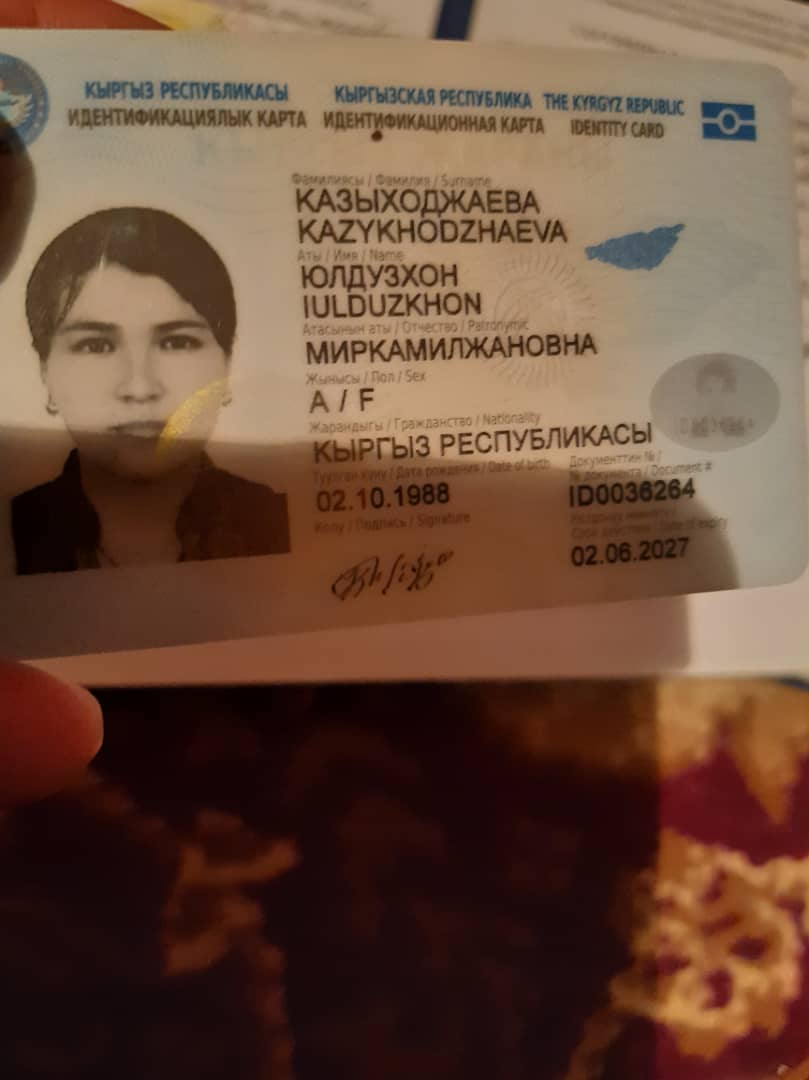 КЫРГЫЗ РЕСПУБЛИКАСЫ КЫРГЫЗСКАЯ РЕСПУБЛИКА THE KYRGYZ REPUBLIC
ИДЕНТИФИКАЦИЯЛЫК КАРТА ИДЕНТИФИКАЦИОННАЯ КАРТА IDENTITY CARD
Фамилиясы / Фамилия / Surname
КАЗЫХОДЖАЕВА
KAZYKHODZHAEVA
Аты / Имя / Name
ЮЛДУЗХОН
IULDUZKHON
Атасынын аты / Отчество / Patronymic
МИРКАМИЛЖАНОВНА
Жынысы / Пол / Sex
А / F
Жарандыгы / Гражданство / Nationality
КЫРГЫЗ РЕСПУБЛИКАСЫ
Туулган күнү / Дата рождения / Date of birth
02.10.1988
Колу / Подпись / Signature
Документтин № /
№ документа / Document #
ID0036264
Срок действия / Date of expiry
02.06.2027